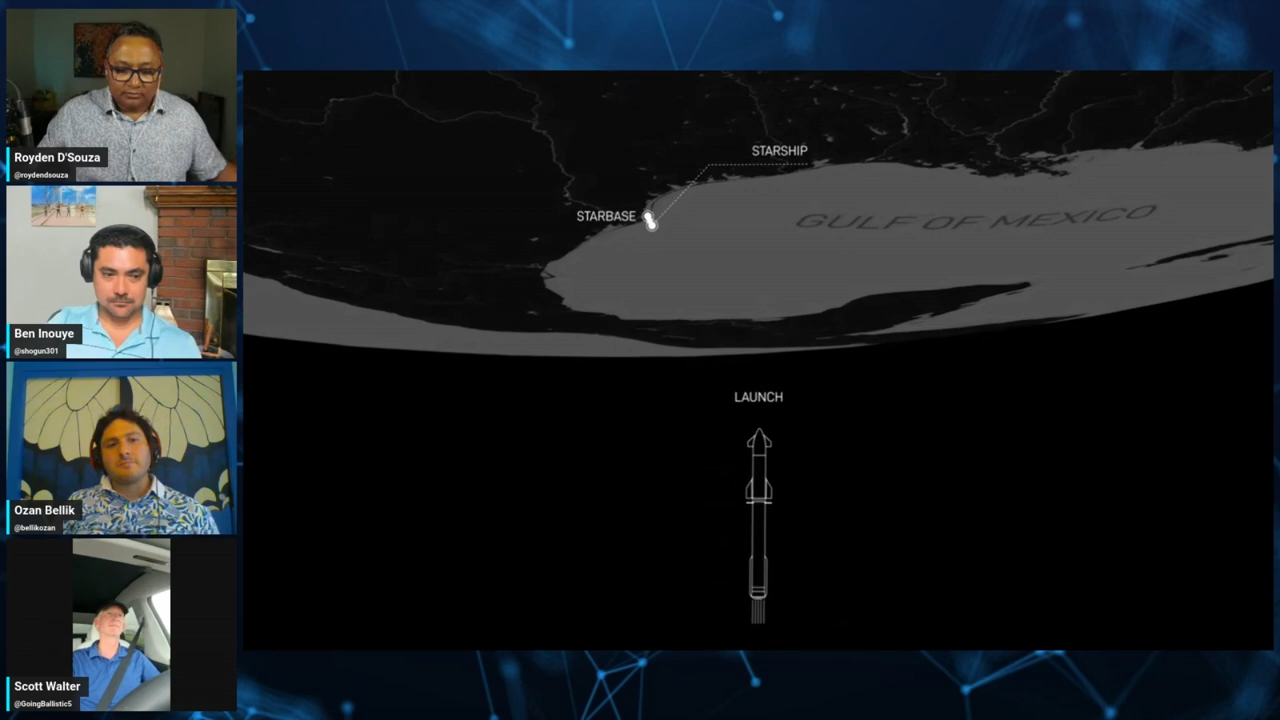 Royden D'Souza
@roydendsouza
Ben Inouye
@shogun301
Ozan Bellik
@bellikozan
Scott Walter
@GoingBallistic5
STARSHIP
STARBASE
GULF OF MEXICO
LAUNCH